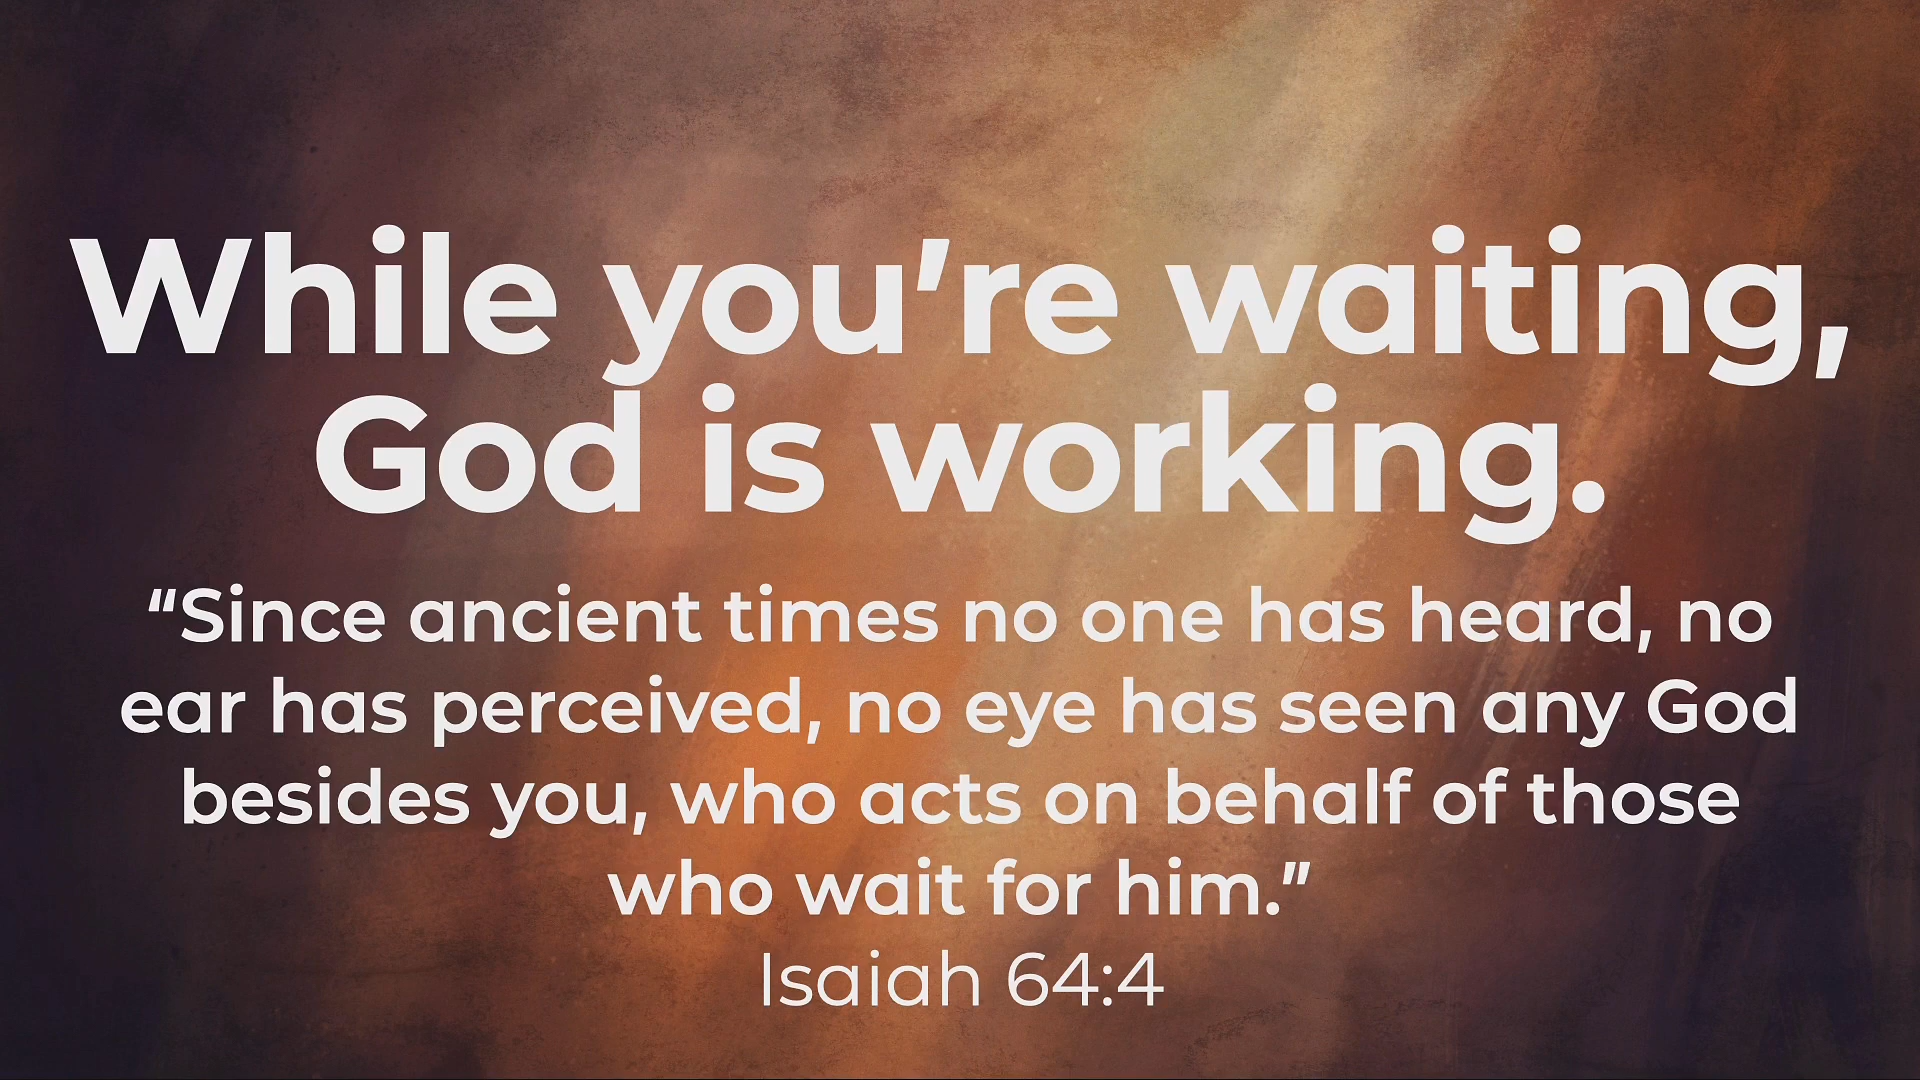 While you’re waiting,
God is working.
“Since ancient times no one has heard, no
ear has perceived, no eye has seen any God
besides you, who acts on behalf of those
who wait for him.”
Isaiah 64:4